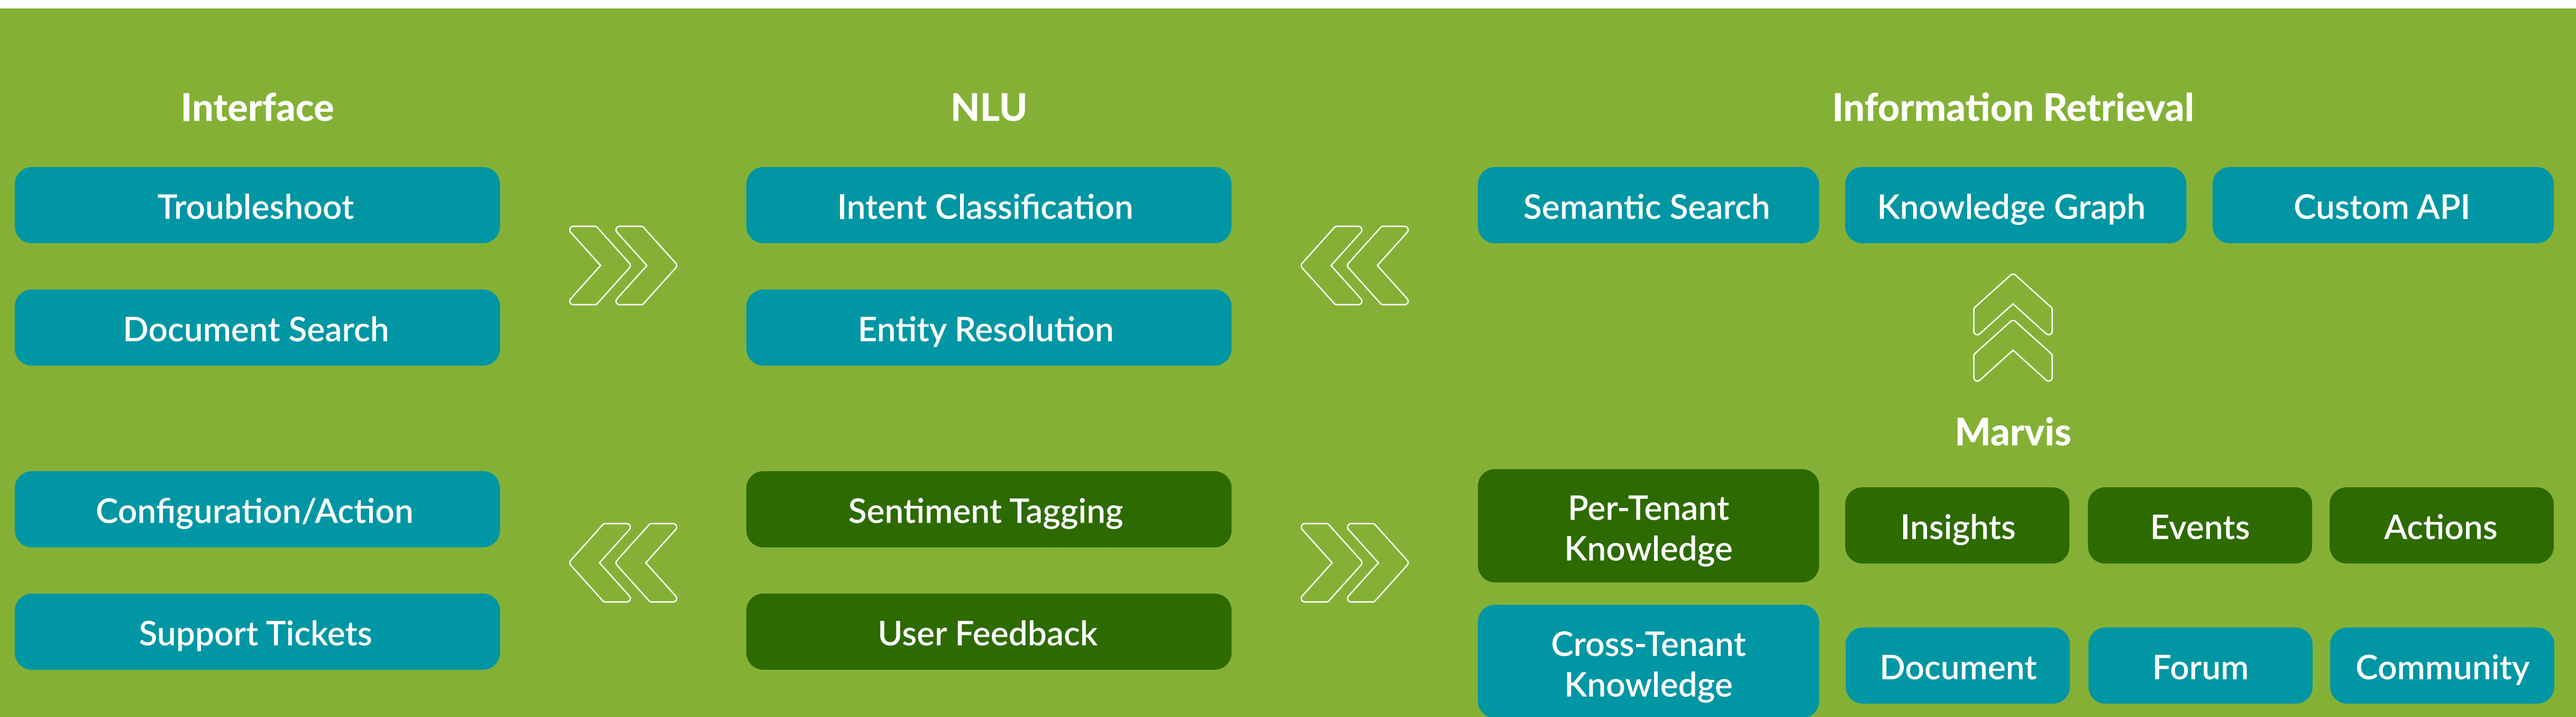 Interface
NLU
Information Retrieval
Troubleshoot
Intent Classification
Semantic Search
Knowledge Graph
Custom API
Document Search
Entity Resolution
Marvis
Configuration/Action
Sentiment Tagging
Per-Tenant
Knowledge
Insights
Events
Actions
Support Tickets
User Feedback
Cross-Tenant
Knowledge
Document
Forum
Community